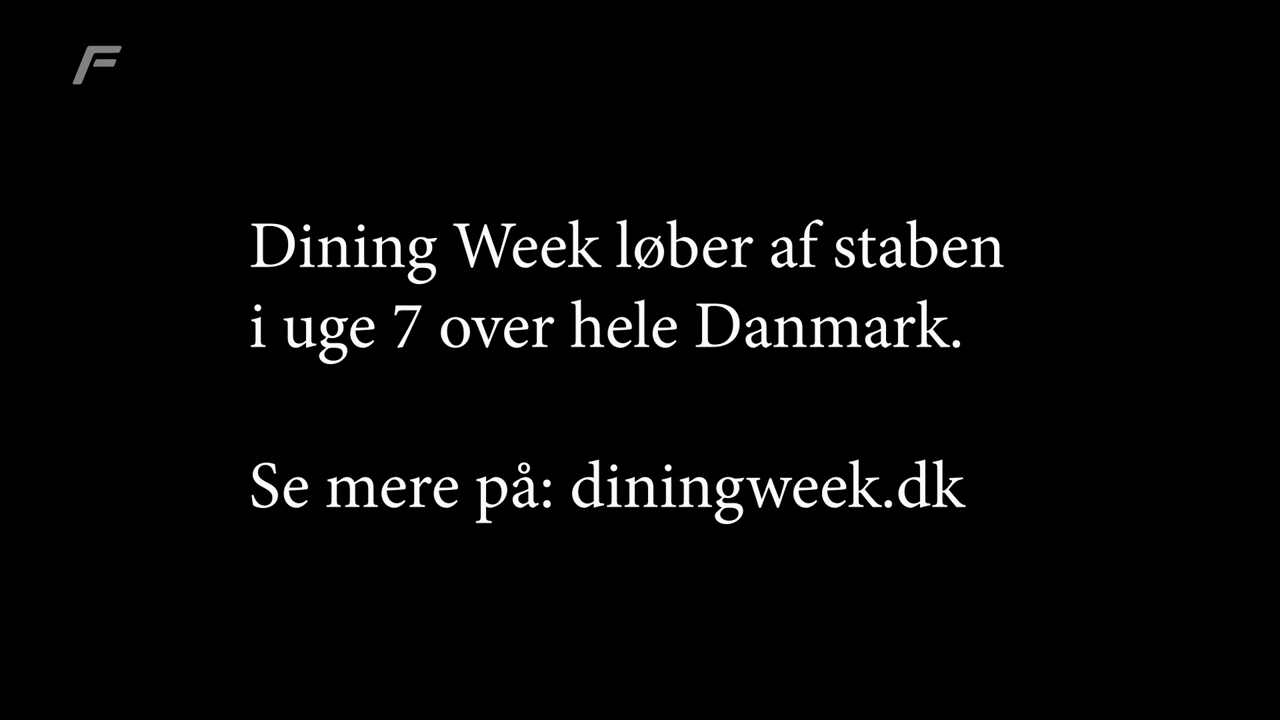 Dining Week løber af staben
i uge 7 over hele Danmark.
Se mere på: diningweek.dk